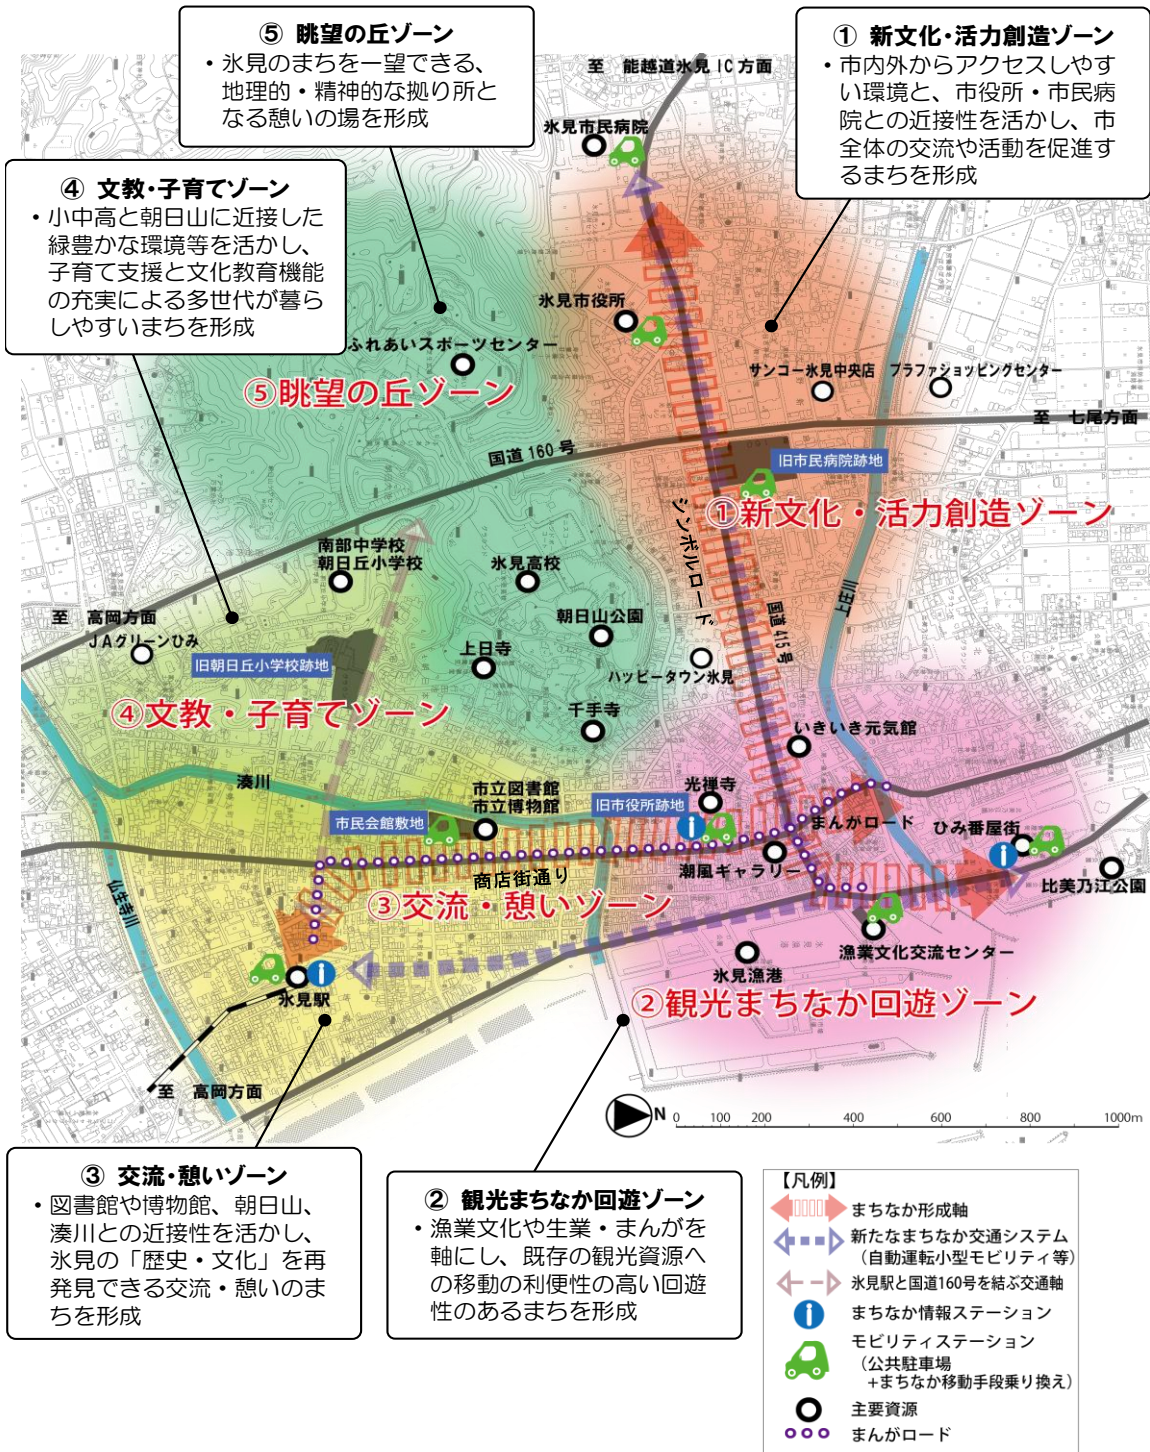 ⑤ 眺望の丘ゾーン
・氷見のまちを一望できる、
地理的・精神的な拠り所と
なる憩いの場を形成
① 新文化・活力創造ゾーン
・市内外からアクセスしやす
い環境と、市役所・市民病
院との近接性を活かし、市
全体の交流や活動を促進す
るまちを形成
④ 文教・子育てゾーン
・小中高と朝日山に近接した
緑豊かな環境等を活かし、
子育て支援と文化教育機能
の充実による多世代が暮ら
しやすいまちを形成
至 能越道氷見IC方面
氷見市民病院
氷見市役所
ふれあいスポーツセンター
⑤眺望の丘ゾーン
サンコー氷見中央店
プラファショッピングセンター
至 七尾方面
国道160号
旧市民病院跡地
①新文化・活力創造ゾーン
シンボルロード
国道415号
上庄川
南部中学校
朝日丘小学校
氷見高校
至 高岡方面
JAグリーンひみ
旧朝日丘小学校跡地
朝日山公園
上日寺
ハッピータウン氷見
④文教・子育てゾーン
千手寺
いきいき元気館
湊川
市立図書館
市立博物館
市民会館敷地
旧市役所跡地
光禅寺
まんがロード
ひみ番屋街
潮風ギャラリー
商店街通り
比美乃江公園
仏生寺川
③交流・憩いゾーン
漁業文化交流センター
氷見漁港
氷見駅
②観光まちなか回遊ゾーン
至 高岡方面
N
0 100 200 400 600 800 1000m
③ 交流・憩いゾーン
・図書館や博物館、朝日山、
湊川との近接性を活かし、
氷見の「歴史・文化」を再
発見できる交流・憩いのま
ちを形成
② 観光まちなか回遊ゾーン
・漁業文化や生業・まんがを
軸にし、既存の観光資源へ
の移動の利便性の高い回遊
性のあるまちを形成
【凡例】
まちなか形成軸
新たなまちなか交通システム
（自動運転小型モビリティ等）
氷見駅と国道160号を結ぶ交通軸
まちなか情報ステーション
モビリティステーション
（公共駐車場
+まちなか移動手段乗り換え）
主要資源
まんがロード